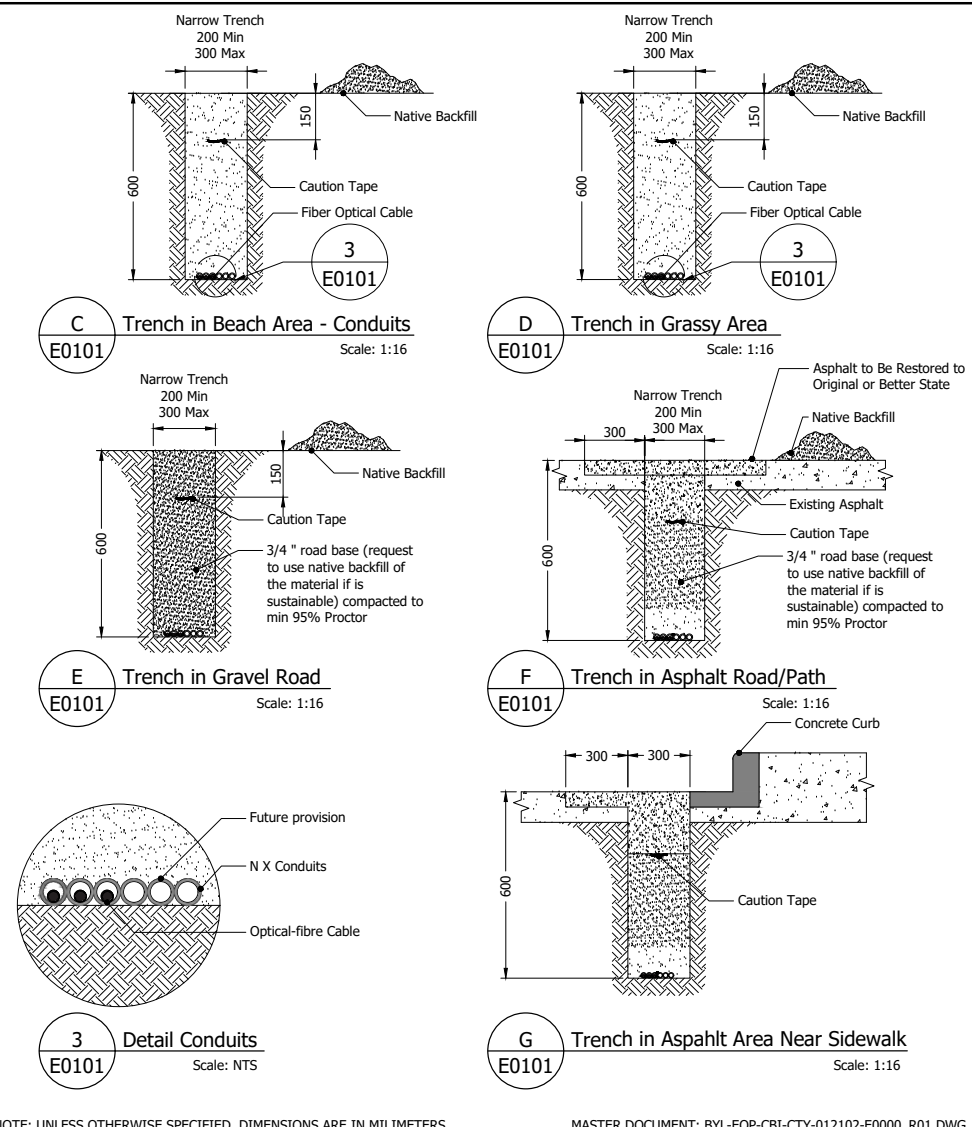 Narrow Trench
200 Min
300 Max
150
Native Backfill
600
Caution Tape
Fiber Optical Cable
3
E0101
C
E0101
Trench in Beach Area - Conduits
Scale: 1:16
Narrow Trench
200 Min
300 Max
150
Native Backfill
600
Caution Tape
Fiber Optical Cable
3
E0101
D
E0101
Trench in Grassy Area
Scale: 1:16
Narrow Trench
200 Min
300 Max
150
Native Backfill
600
Caution Tape
3/4 " road base (request
to use native backfill of
the material if is
sustainable) compacted to
min 95% Proctor
E
E0101
Trench in Gravel Road
Scale: 1:16
Asphalt to Be Restored to
Original or Better State
Narrow Trench
200 Min
300 Max
300
Native Backfill
Existing Asphalt
600
Caution Tape
3/4 " road base (request
to use native backfill of
the material if is
sustainable) compacted to
min 95% Proctor
F
E0101
Trench in Asphalt Road/Path
Scale: 1:16
Future provision
N X Conduits
Optical-fibre Cable
3
E0101
Detail Conduits
Scale: NTS
Concrete Curb
300
300
600
Caution Tape
G
E0101
Trench in Aspahlt Area Near Sidewalk
Scale: 1:16
NOTE: UNLESS OTHERWISE SPECIFIED, DIMENSIONS ARE IN MILIMETERS
MASTER DOCUMENT: BYL-FOP-CBI-CTY-012102-E0000_R01.DWG